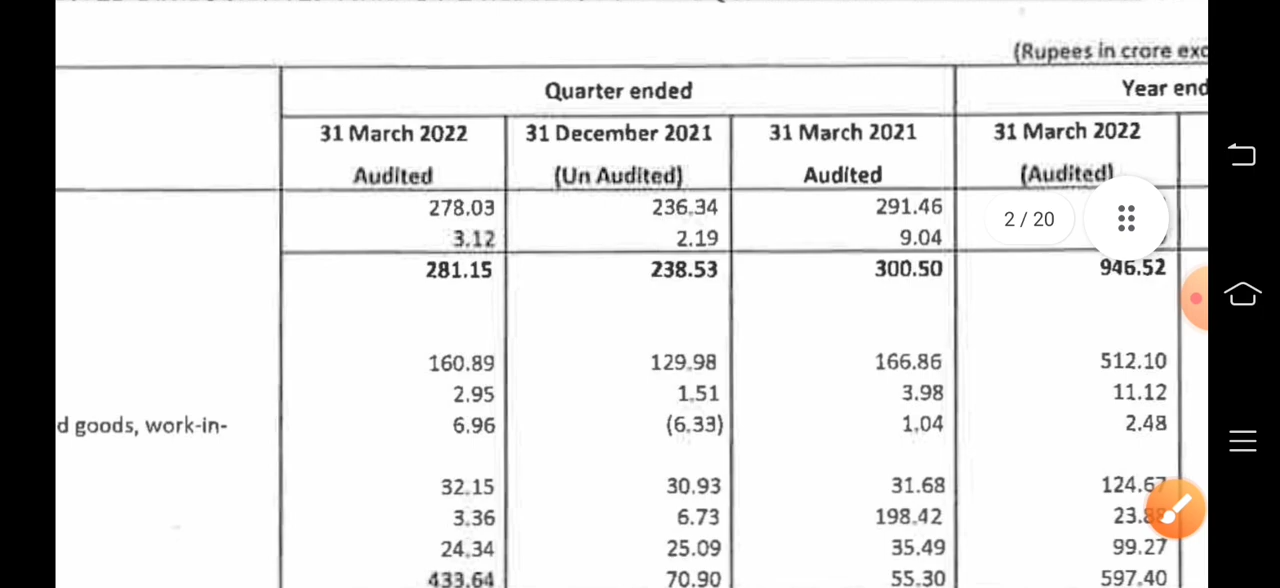 (Rupees in crore exc
Quarter ended Year end
31 March 2022 31 December 2021 31 March 2021 31 March 2022
Audited (Un Audited) Audited (Audited)
278.03 236.34 291.46
2 / 20
3.12 2.19 9.04
281.15 238.53 300.50 946.52
160.89 129.98 166.86 512.10
2.95 1.51 3.98 11.12
d goods, work-in- 6.96 (6.33) 1.04 2.48
32.15 30.93 31.68 124.67
3.36 6.73 198.42 23.88
24.34 25.09 35.49 99.27
433.64 70.90 55.30 597.40